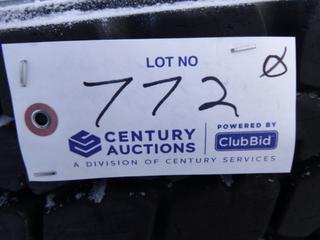 LOT NO
772 Ø
CENTURY AUCTIONS
POWERED BY
ClubBid
A DIVISION OF CENTURY SERVICES